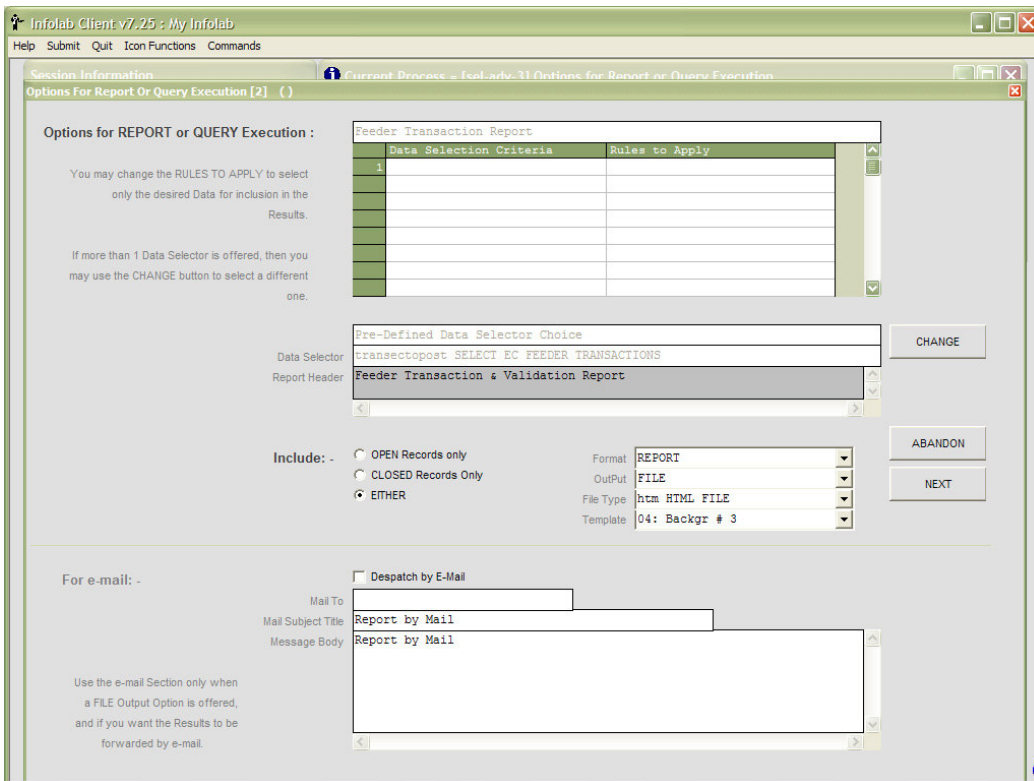 Infolab Client v7.25 : My Infolab
Help Submit Quit Icon Functions Commands
Session Information
Current Process = [sel-adv-3] Options for Report or Query Execution
Options For Report Or Query Execution [2] ( )
Options for REPORT or QUERY Execution :
Feeder Transaction Report
Data Selection Criteria Rules to Apply
1
You may change the RULES TO APPLY to select
only the desired Data for inclusion in the
Results.
If more than 1 Data Selector is offered, then you
may use the CHANGE button to select a different
one.
Pre-Defined Data Selector Choice
CHANGE
Data Selector transectopost SELECT EC FEEDER TRANSACTIONS
Report Header Feeder Transaction & Validation Report
ABANDON
NEXT
Include: -
OPEN Records only
CLOSED Records Only
EITHER
Format REPORT
OutPut FILE
File Type htm HTML FILE
Template 04: Backgr # 3
For e-mail: -
Despatch by E-Mail
Mail To
Mail Subject Title Report by Mail
Message Body Report by Mail
Use the e-mail Section only when
a FILE Output Option is offered,
and if you want the Results to be
forwarded by e-mail.